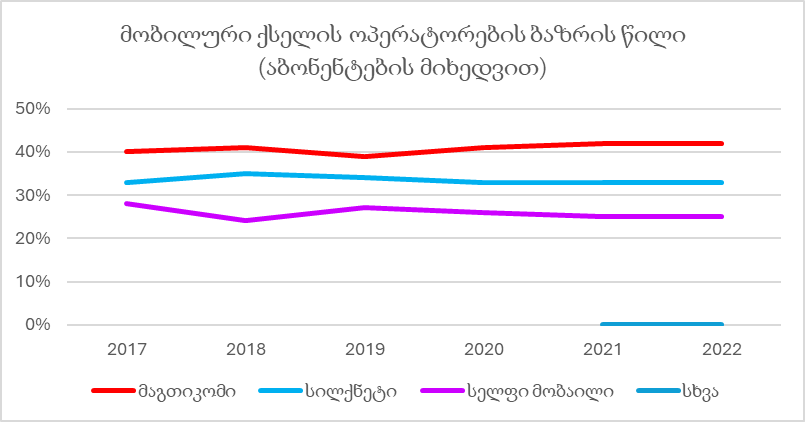 მობილური ქსელის ოპერატორების ბაზრის წილი
(აბონენტების მიხედვით)
50%
40%
30%
20%
10%
0%
2017 2018 2019 2020 2021 2022
მაგთიკომი სილქნეტი სელფი მობაილი სხვა